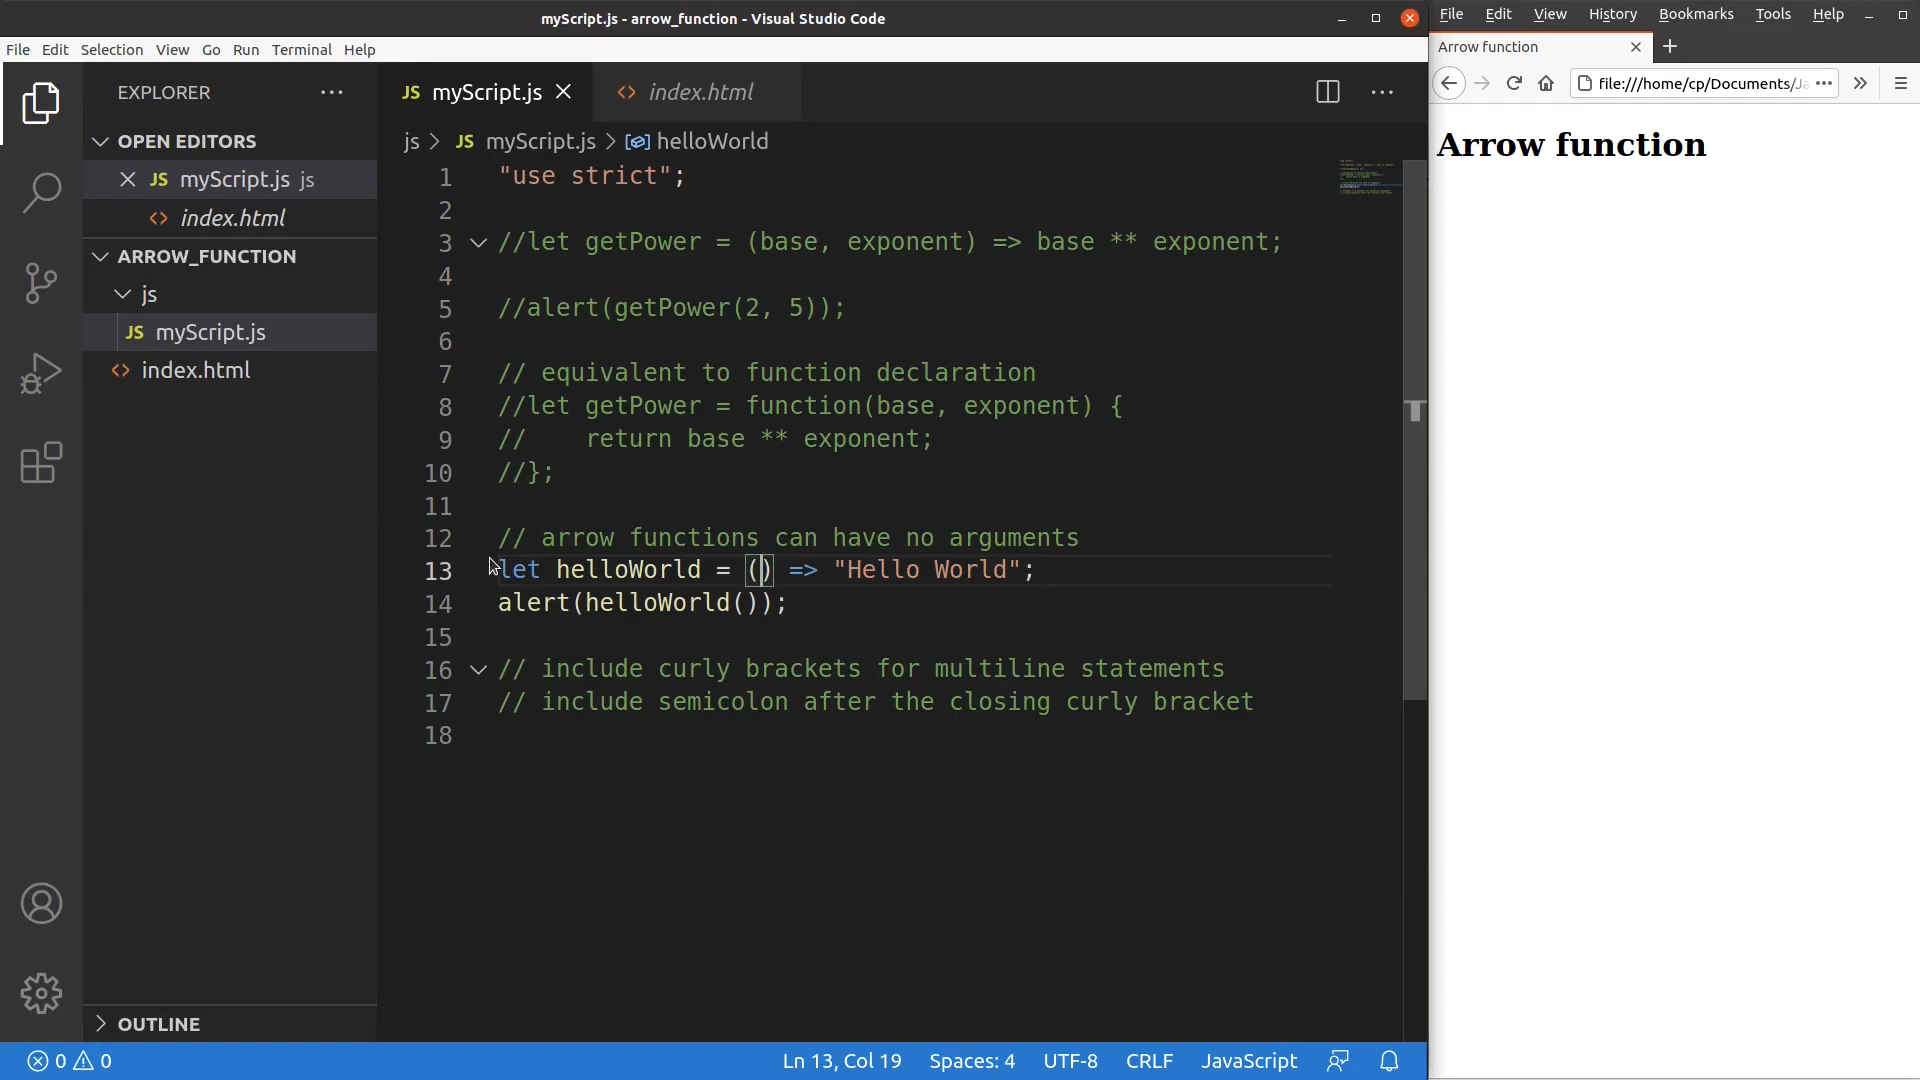 myScript.js - arrow_function - Visual Studio Code
File Edit Selection View Go Run Terminal Help
EXPLORER
OPEN EDITORS
JS myScript.js js
index.html
ARROW_FUNCTION
js
JS myScript.js
index.html
OUTLINE
JS myScript.js
index.html
js > JS myScript.js > helloWorld
1 "use strict";
2
3 //let getPower = (base, exponent) => base ** exponent;
4
5 //alert(getPower(2, 5));
6
7 // equivalent to function declaration
8 //let getPower = function(base, exponent) {
9 //    return base ** exponent;
10 //};
11
12 // arrow functions can have no arguments
13 let helloWorld = () => "Hello World";
14 alert(helloWorld());
15
16 // include curly brackets for multiline statements
17 // include semicolon after the closing curly bracket
18
0 0 Ln 13, Col 19 Spaces: 4 UTF-8 CRLF JavaScript
File Edit View History Bookmarks Tools Help
Arrow function
file:///home/cp/Documents/Ja
Arrow function